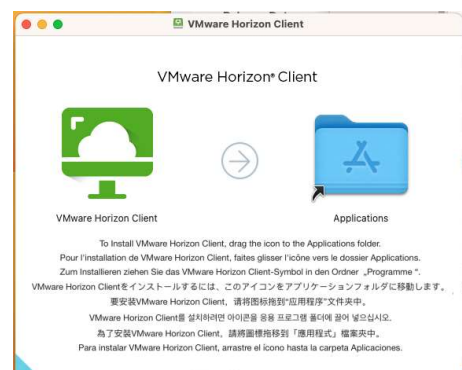 VMware Horizon Client
VMware Horizon® Client
VMware Horizon Client
Applications
To Install VMware Horizon Client, drag the icon to the Applications folder.
Pour l'installation de VMware Horizon Client, faites glisser l'icône vers le dossier Applications.
Zum Installieren ziehen Sie das VMware Horizon Client-Symbol in den Ordner „Programme “.
VMware Horizon Clientをインストールするには、このアイコンをアプリケーションフォルダに移動します。
要安装VMware Horizon Client，请将图标拖到"应用程序"文件夹中。
VMware Horizon Client를 설치하려면 아이콘을 응용 프로그램 폴더에 끌어 넣으십시오.
為了安裝VMware Horizon Client，請將圖標拖移到「應用程式」檔案夾中。
Para instalar VMware Horizon Client, arrastre el ícono hasta la carpeta Aplicaciones.